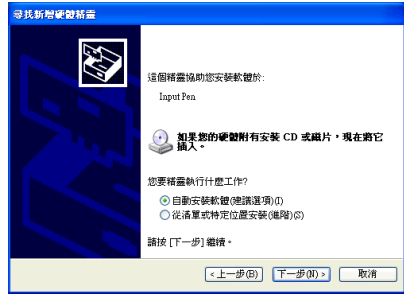 尋找新增硬體精靈
這個精靈協助您安裝軟體於:
Input Pen
如果您的硬體附有安裝 CD 或磁片,現在將它
插入。
您要精靈執行什麼工作?
自動安裝軟體(建議選項)(I)
從清單或特定位置安裝(進階)(S)
請按 [下一步] 繼續。
< 上一步(B) 下一步(N) > 取消